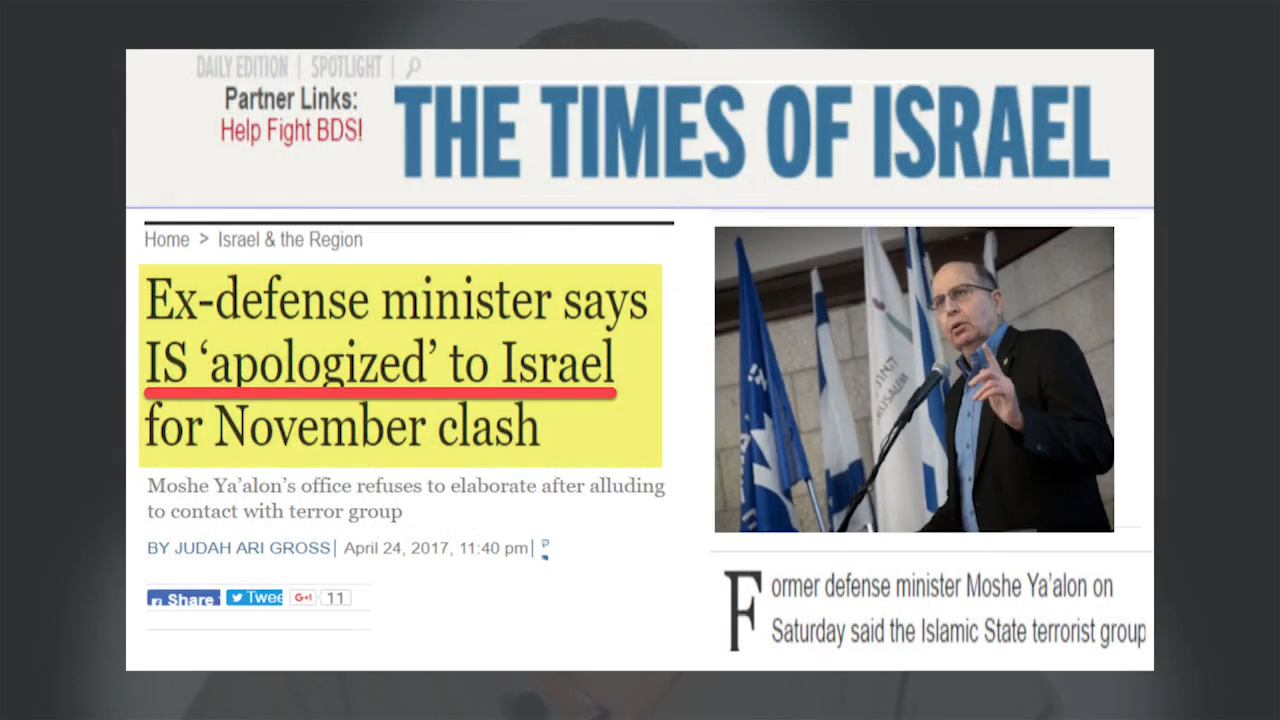 DAILY EDITION | SPOTLIGHT |
Partner Links:
Help Fight BDS!
THE TIMES OF ISRAEL
Home > Israel & the Region
Ex-defense minister says
IS ‘apologized’ to Israel
for November clash
Moshe Ya’alon’s office refuses to elaborate after alluding
to contact with terror group
BY JUDAH ARI GROSS | April 24, 2017, 11:40 pm |
Share
Twee
G+1
11
Former defense minister Moshe Ya’alon on
Saturday said the Islamic State terrorist group